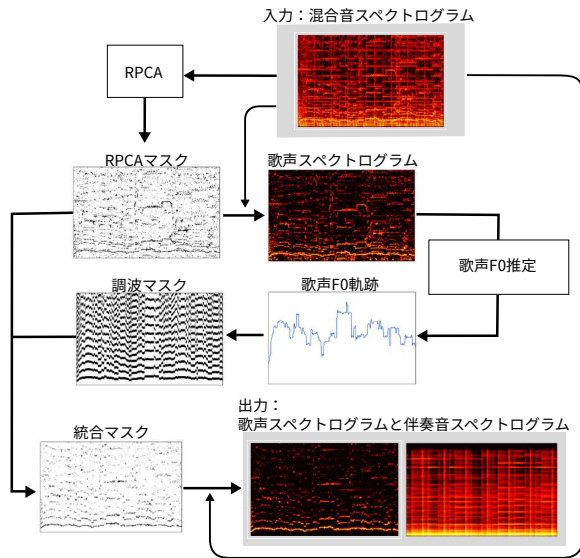 入力：混合音スペクトログラム
RPCA
RPCAマスク
歌声スペクトログラム
歌声F0推定
調波マスク
歌声F0軌跡
統合マスク
出力：
歌声スペクトログラムと伴奏音スペクトログラム